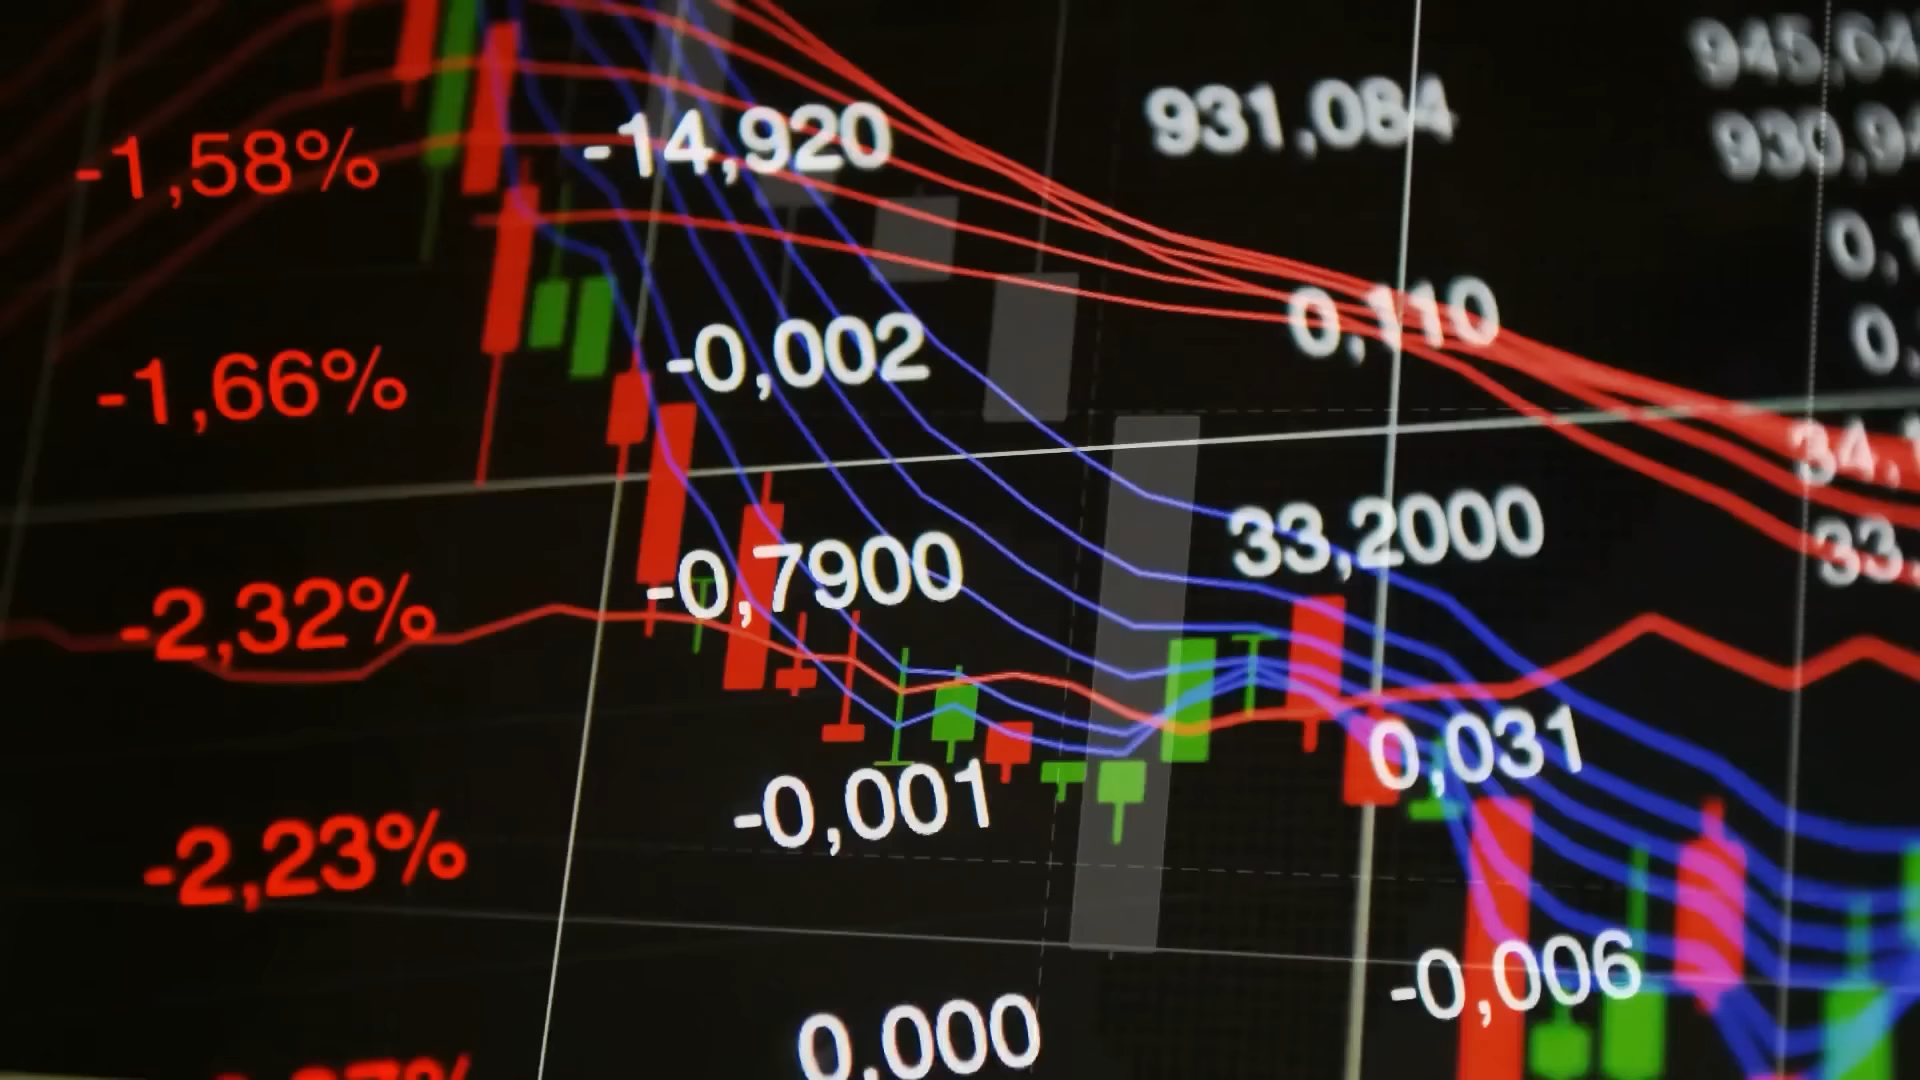 -1,58% -14,920 931,084
-1,66% -0,002 0,110
-2,32% -0,7900 33,2000
-2,23% -0,001 0,031
0,000 -0,006